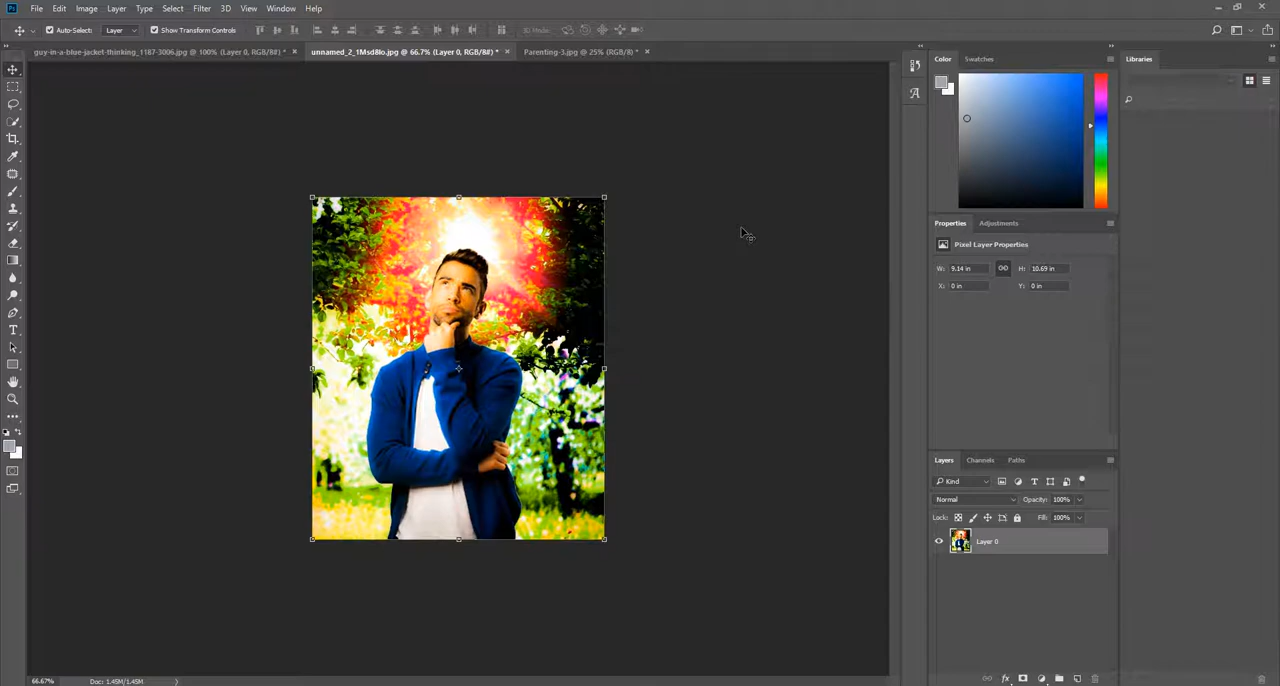 Ps File Edit Image Layer Type Select Filter 3D View Window Help
Auto-Select: Layer Show Transform Controls 3D Mode:
guy-in-a-blue-jacket-thinking_1187-3006.jpg @ 100% (Layer 0, RGB/8#) * × unnamed_2_1Msd8lo.jpg @ 66.7% (Layer 0, RGB/8#) * × Parenting-3.jpg @ 25% (RGB/8) * ×
Color Swatches
Libraries
Properties Adjustments
Pixel Layer Properties
W: 9.14 in H: 10.69 in
X: 0 in Y: 0 in
Layers Channels Paths
Kind
Normal Opacity: 100%
Lock: Fill: 100%
Layer 0
fx
66.67% Doc: 1.45M/1.45M